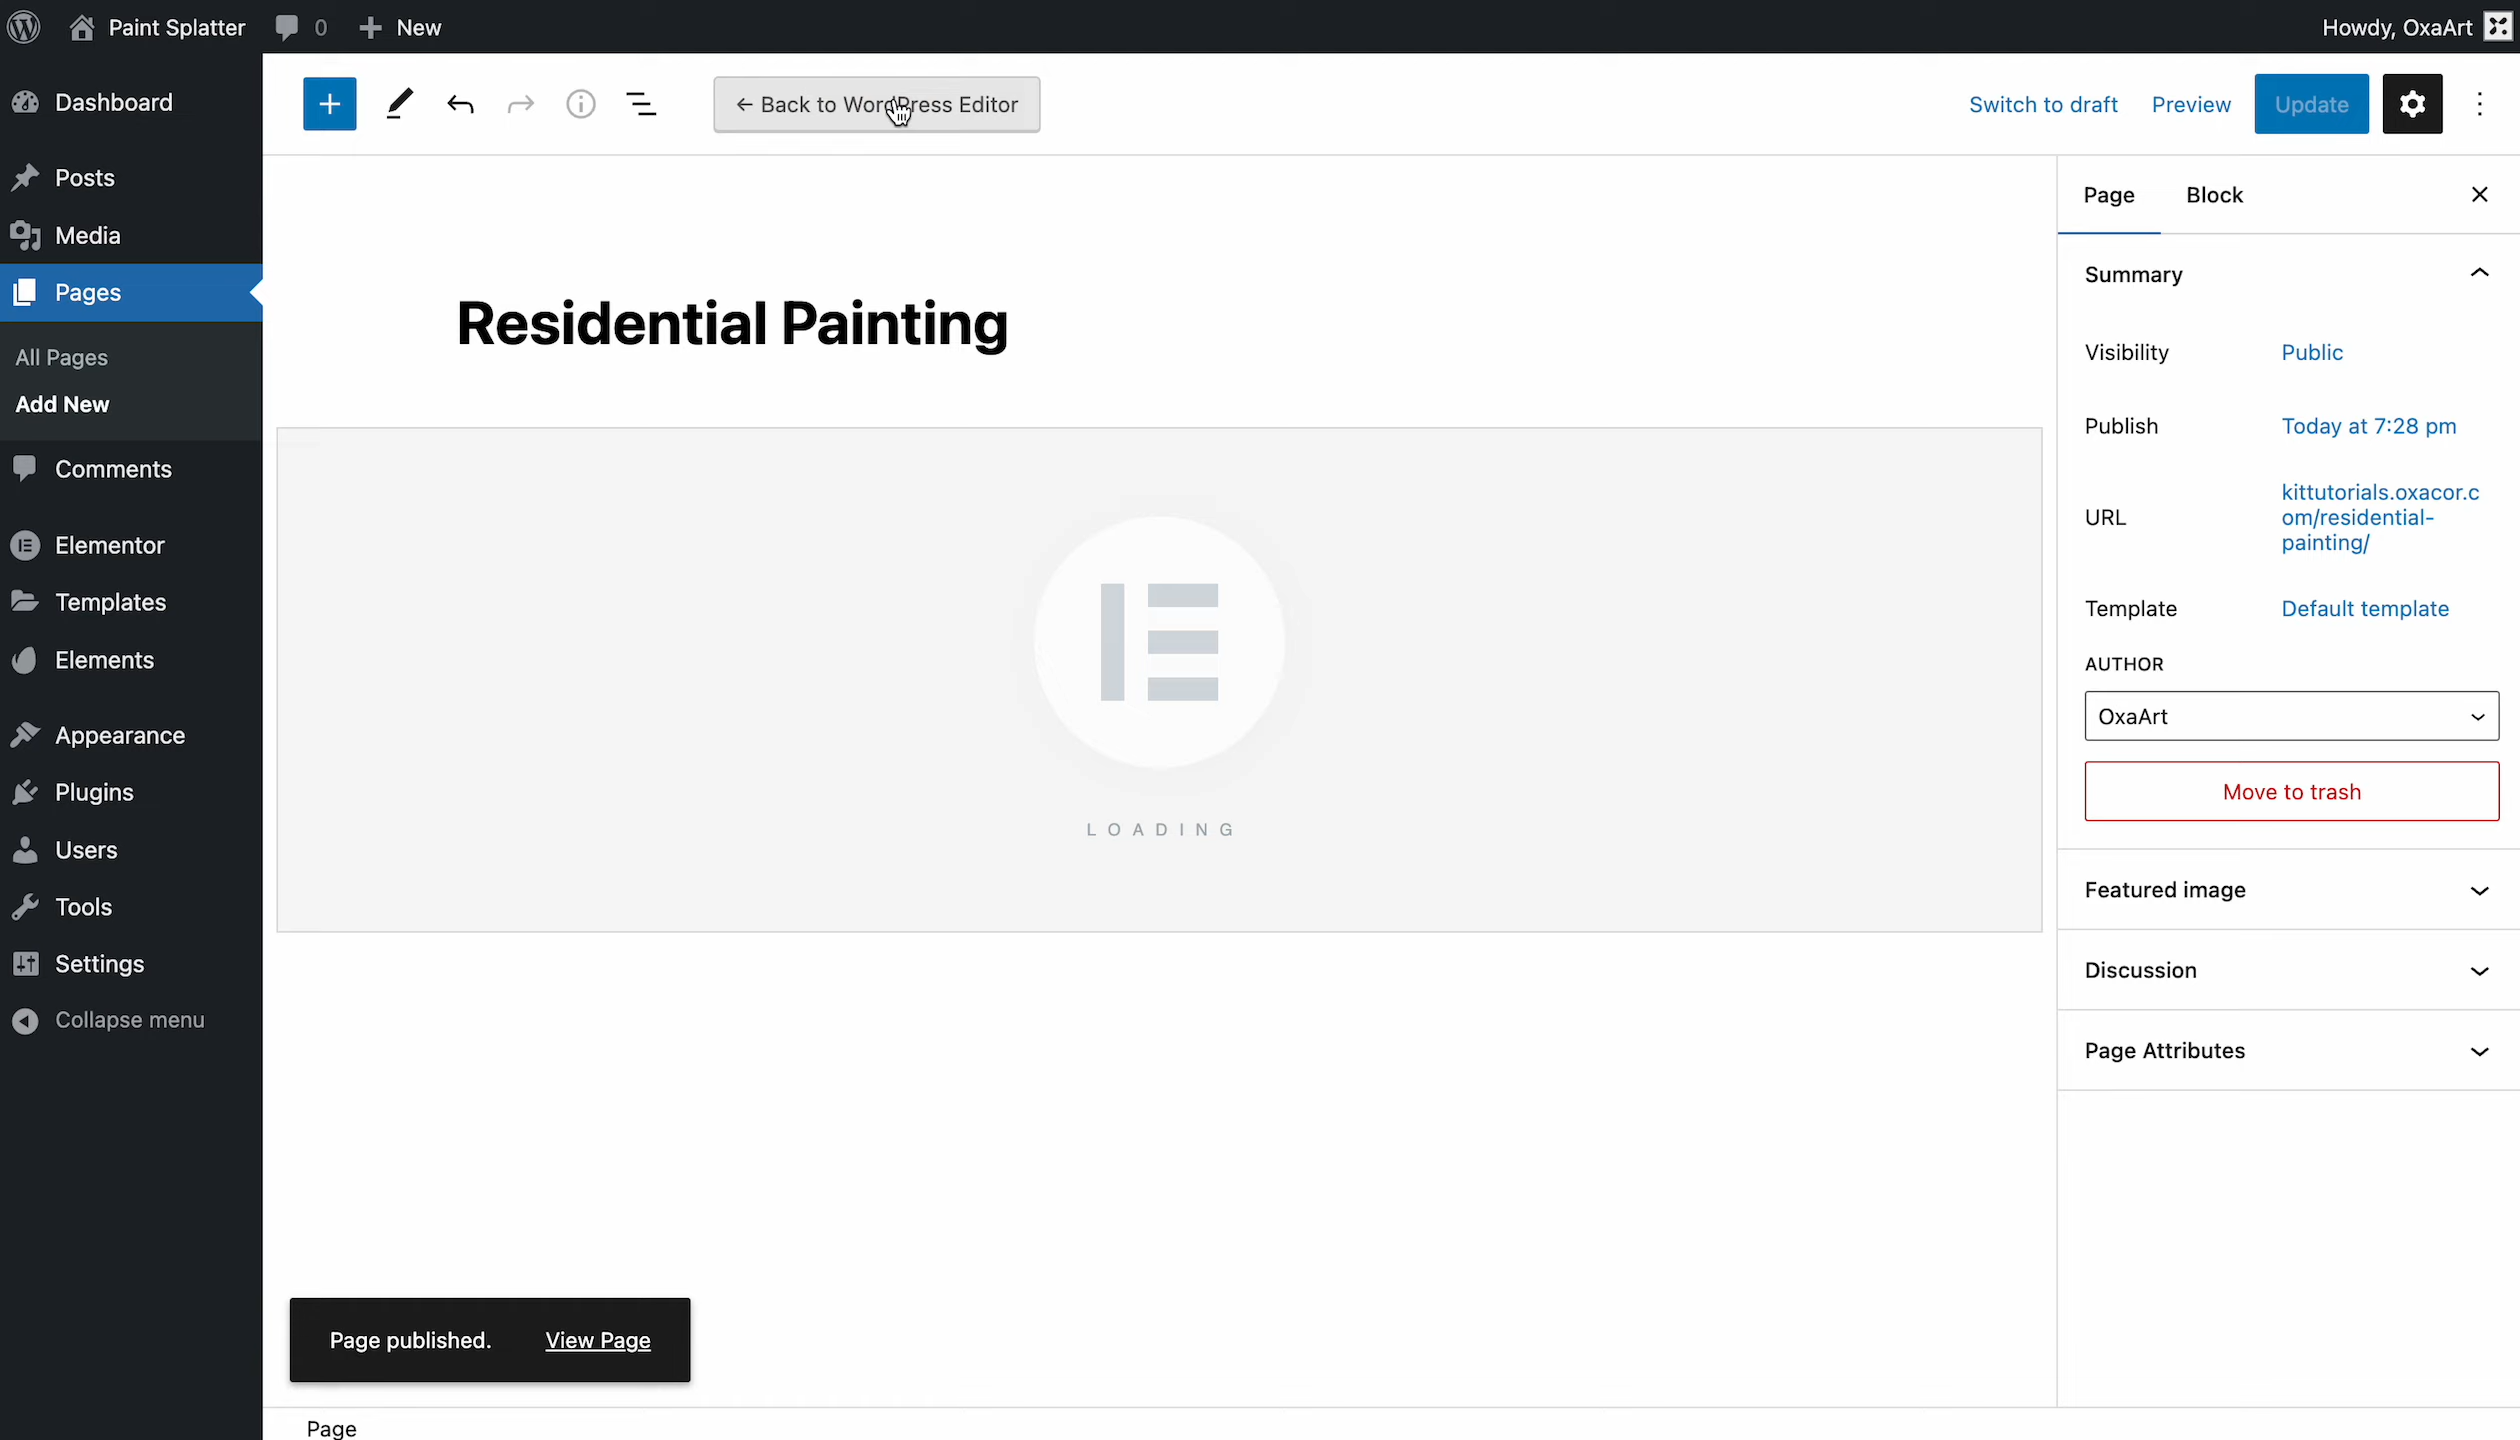 Paint Splatter
0
New
Howdy, OxaArt
Dashboard
Posts
Media
Pages
All Pages
Add New
Comments
Elementor
Templates
Elements
Appearance
Plugins
Users
Tools
Settings
Collapse menu
← Back to WordPress Editor
Switch to draft
Preview
Update
Residential Painting
LOADING
Page published.
View Page
Page
Page
Block
Summary
Visibility
Public
Publish
Today at 7:28 pm
URL
kittutorials.oxacor.c
om/residential-
painting/
Template
Default template
AUTHOR
OxaArt
Move to trash
Featured image
Discussion
Page Attributes